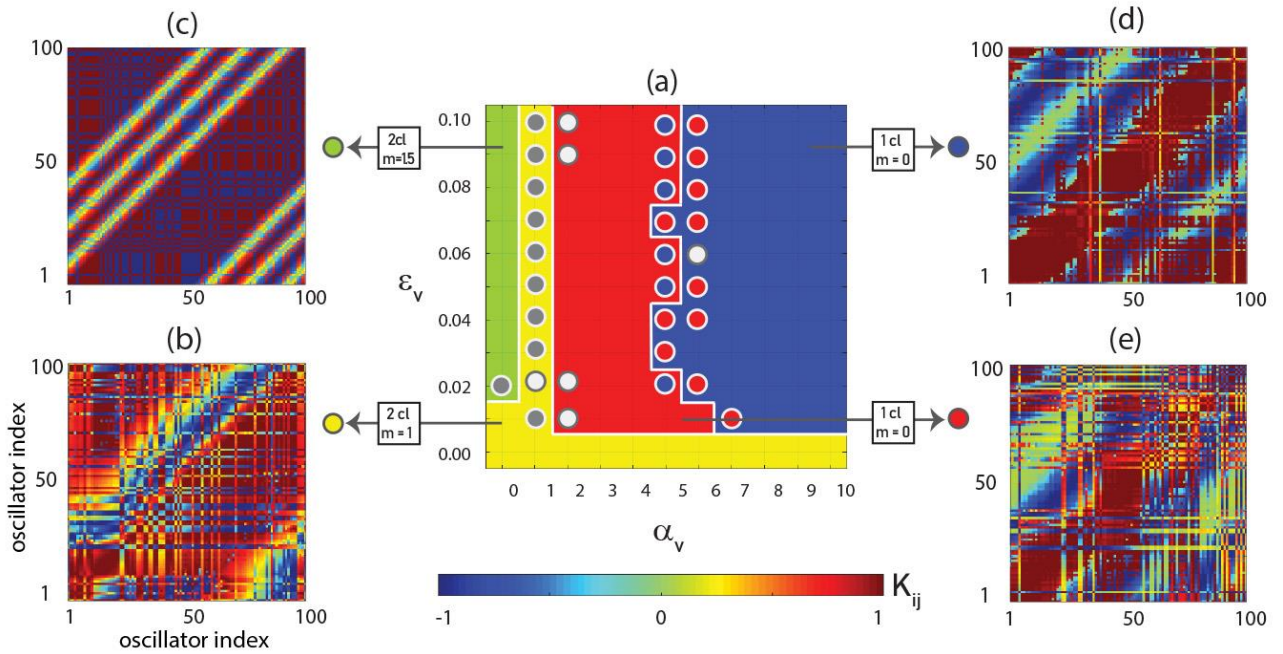 (c)
100
50
1
1
50
100
(a)
0.10
0.08
0.06
0.04
0.02
0.00
εv
0
1
2
3
4
5
6
7
8
9
10
αv
2cl
m=1.5
2 cl
m = 1
1 cl
m = 0
1 cl
m = 0
(d)
100
50
1
1
50
100
(b)
100
50
1
oscillator index
1
50
100
oscillator index
(e)
100
50
1
1
50
100
Kij
-1
0
1